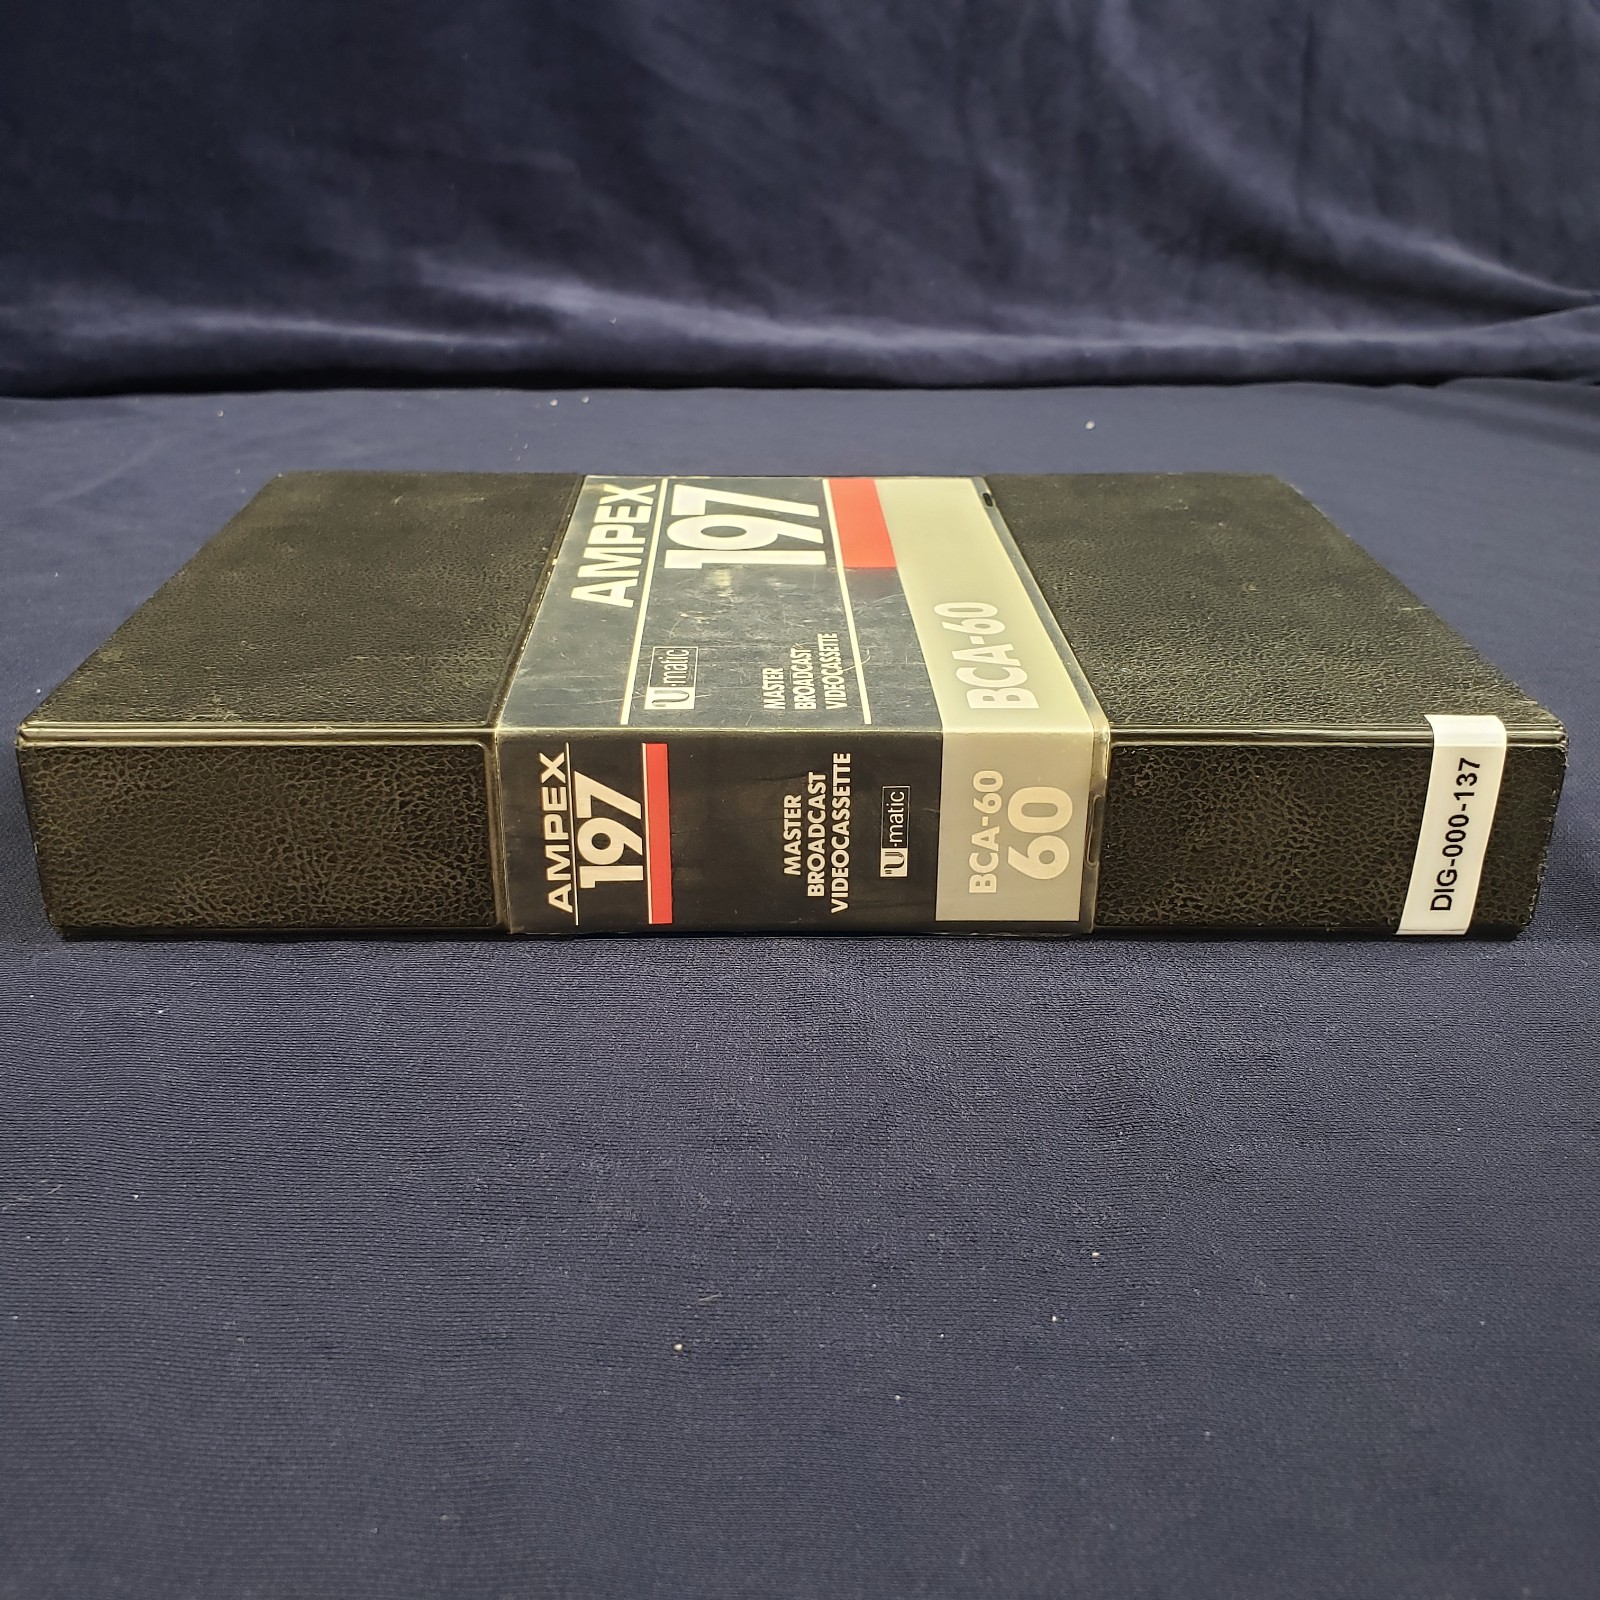 AMPEX
197
U-matic
MASTER
BROADCAST
VIDEOCASSETTE
BCA-60
AMPEX
197
MASTER
BROADCAST
VIDEOCASSETTE
U-matic
BCA-60
60
DIG-000-137